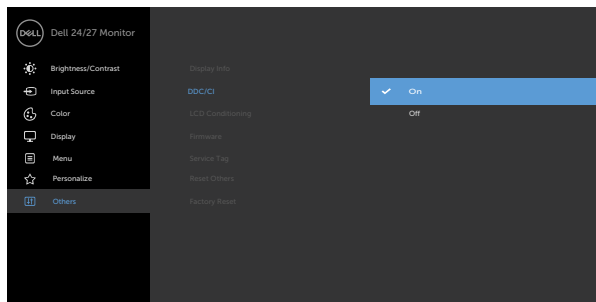 DELL
Dell 24/27 Monitor
Brightness/Contrast
Display Info
Input Source
DDC/CI
On
Color
LCD Conditioning
Off
Display
Firmware
Menu
Service Tag
Personalize
Reset Others
Others
Factory Reset